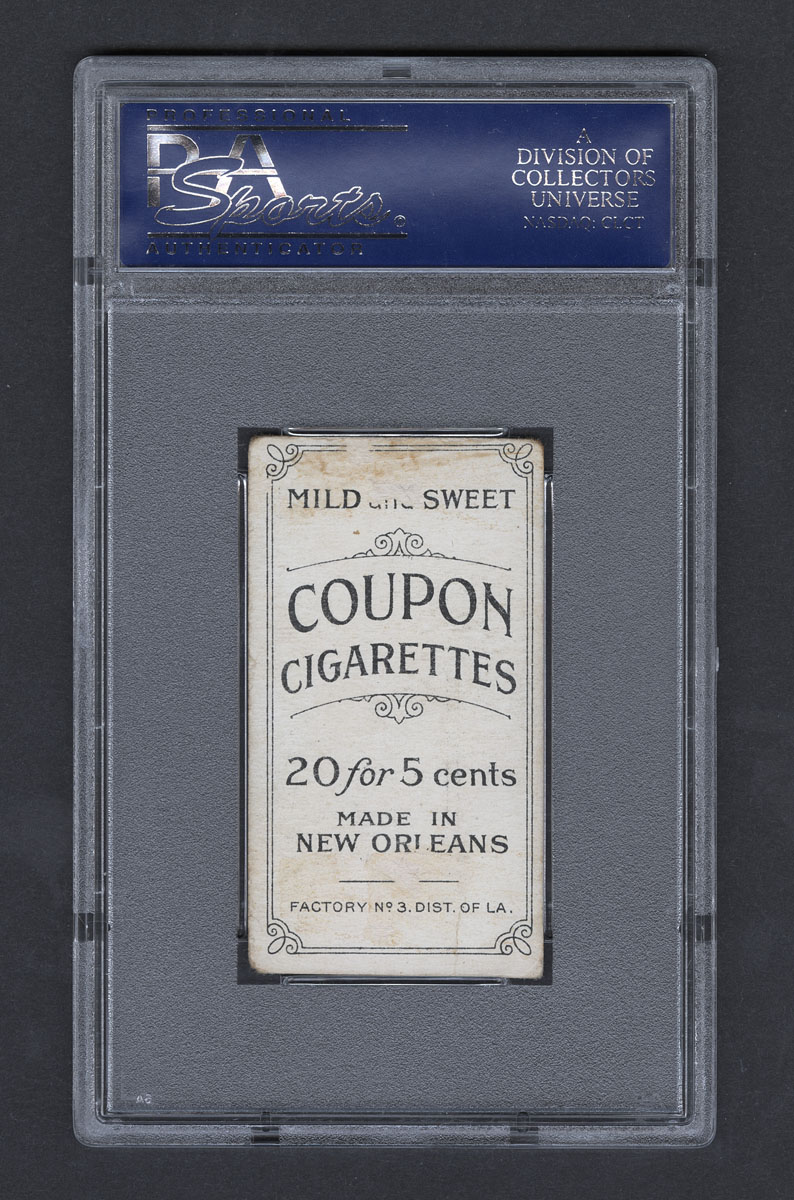 PROFESSIONAL
PSA
Sports
AUTHENTICATOR
A
DIVISION OF
COLLECTORS
UNIVERSE
NASDAQ: CLCT
MILD and SWEET
COUPON
CIGARETTES
20 for 5 cents
MADE IN
NEW ORLEANS
FACTORY Nº 3. DIST. OF LA.